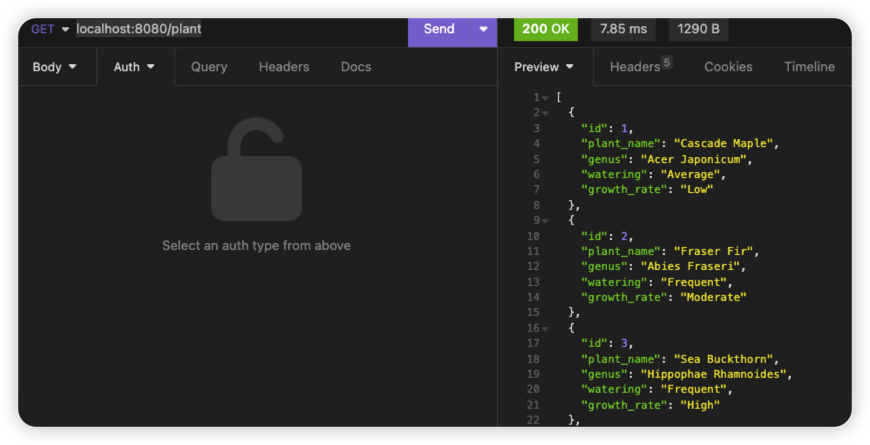 GET localhost:8080/plant Send 200 OK 7.85 ms 1290 B
Body Auth Query Headers Docs Preview Headers 5 Cookies Timeline
Select an auth type from above
1 [
2 {
3 "id": 1,
4 "plant_name": "Cascade Maple",
5 "genus": "Acer Japonicum",
6 "watering": "Average",
7 "growth_rate": "Low"
8 },
9 {
10 "id": 2,
11 "plant_name": "Fraser Fir",
12 "genus": "Abies Fraseri",
13 "watering": "Frequent",
14 "growth_rate": "Moderate"
15 },
16 {
17 "id": 3,
18 "plant_name": "Sea Buckthorn",
19 "genus": "Hippophae Rhamnoides",
20 "watering": "Frequent",
21 "growth_rate": "High"
22 },